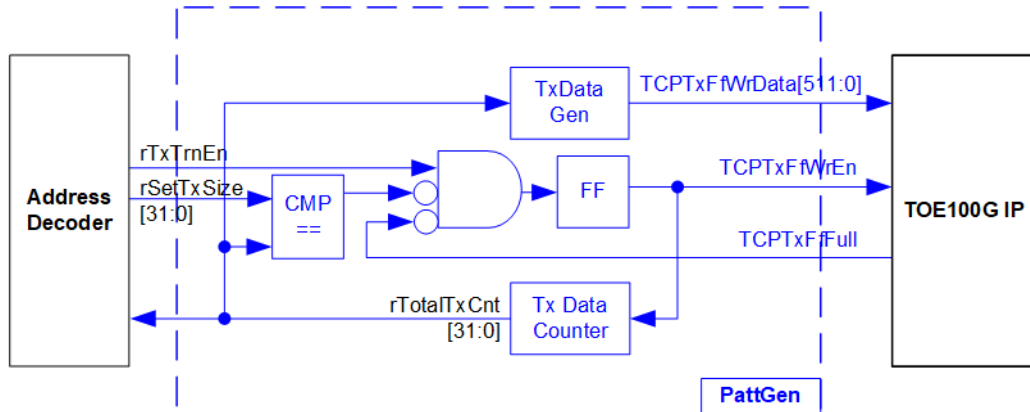 TxData
Gen
TCPTxFfWrData[511:0]
rTxTrnEn
rSetTxSize
[31:0]
Address
Decoder
CMP
==
FF
TCPTxFfWrEn
TOE100G IP
TCPTxFfFull
rTotalTxCnt
[31:0]
Tx Data
Counter
PattGen